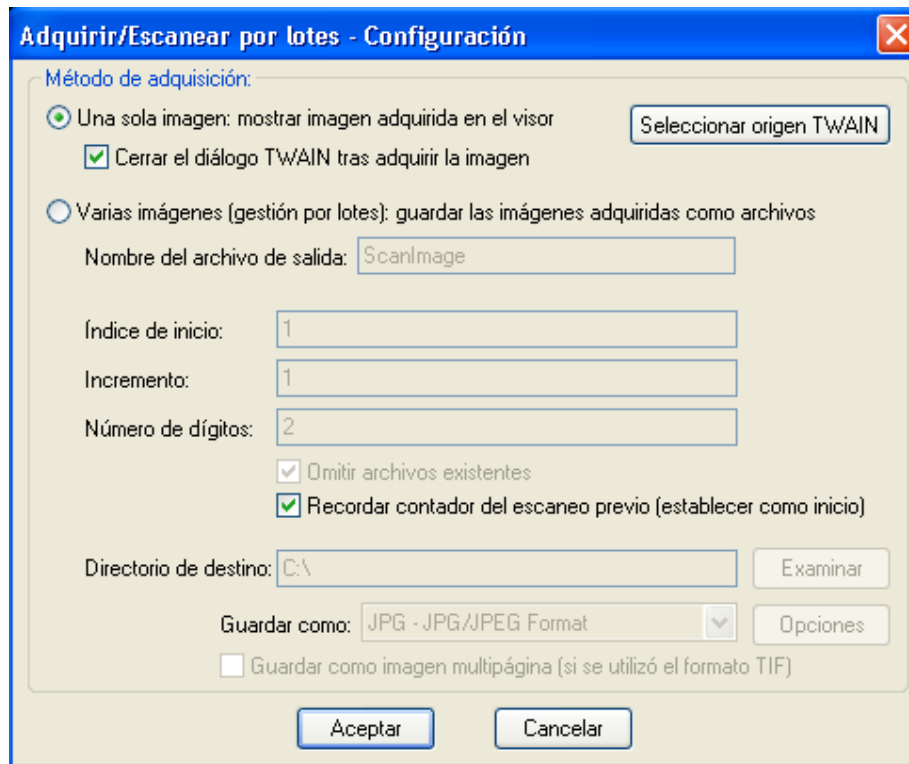 Adquirir/Escanear por lotes - Configuración
Método de adquisición:
Una sola imagen: mostrar imagen adquirida en el visor
Seleccionar origen TWAIN
Cerrar el diálogo TWAIN tras adquirir la imagen
Varias imágenes (gestión por lotes): guardar las imágenes adquiridas como archivos
Nombre del archivo de salida: ScanImage
Índice de inicio: 1
Incremento: 1
Número de dígitos: 2
Omitir archivos existentes
Recordar contador del escaneo previo (establecer como inicio)
Directorio de destino: C:\ Examinar
Guardar como: JPG - JPG/JPEG Format Opciones
Guardar como imagen multipágina (si se utilizó el formato TIF)
Aceptar Cancelar